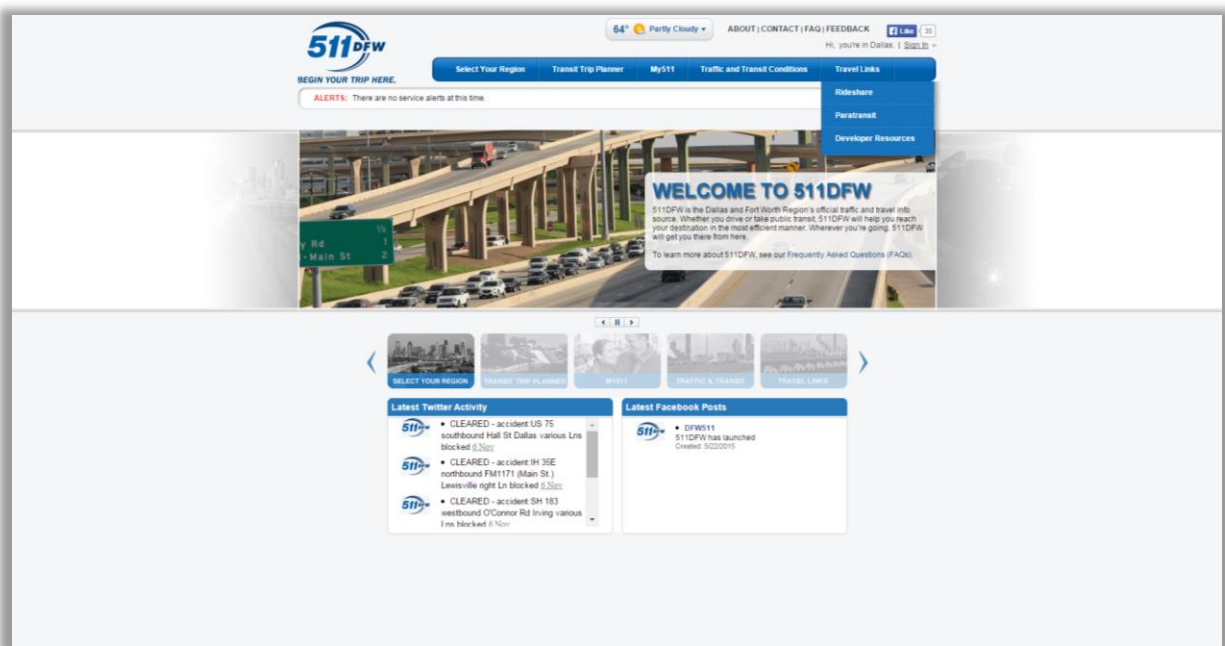 64° Partly Cloudy
ABOUT | CONTACT | FAQ | FEEDBACK
Like
35
Hi, you're in Dallas. | Sign In
511DFW
BEGIN YOUR TRIP HERE.
Select Your Region
Transit Trip Planner
My511
Traffic and Transit Conditions
Travel Links
Rideshare
Paratransit
Developer Resources
ALERTS: There are no service alerts at this time.
y Rd 1
- Main St 2
WELCOME TO 511DFW
511DFW is the Dallas and Fort Worth Region's official traffic and travel info
source. Whether you drive or take public transit, 511DFW will help you reach
your destination in the most efficient manner. Wherever you're going, 511DFW
will get you there from here.
To learn more about 511DFW, see our Frequently Asked Questions (FAQs).
SELECT YOUR REGION
TRANSIT TRIP PLANNER
MY511
TRAFFIC & TRANSIT
TRAVEL LINKS
Latest Twitter Activity
• CLEARED - accident:US 75
southbound Hall St Dallas various Lns
blocked 6 Nov
• CLEARED - accident:IH 35E
northbound FM1171 (Main St.)
Lewisville right Ln blocked 6 Nov
• CLEARED - accident:SH 183
westbound O'Connor Rd Irving various
Lns blocked 6 Nov
Latest Facebook Posts
• DFW511
511DFW has launched
Created: 5/22/2015